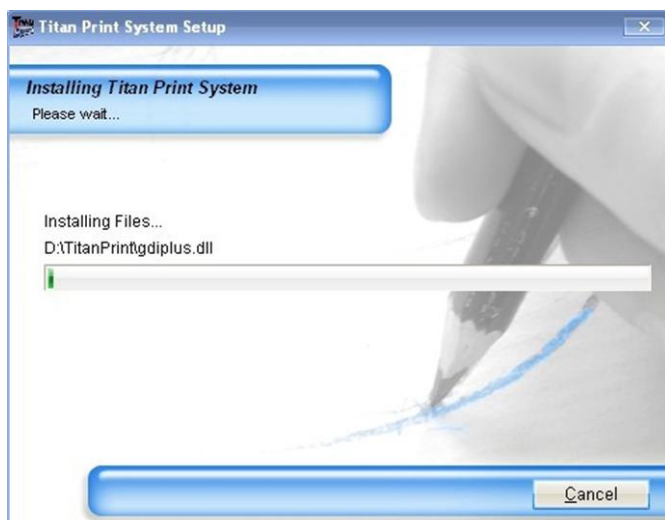 Titan Print System Setup
Installing Titan Print System
Please wait...
Installing Files...
D:\TitanPrint\gdiplus.dll
Cancel